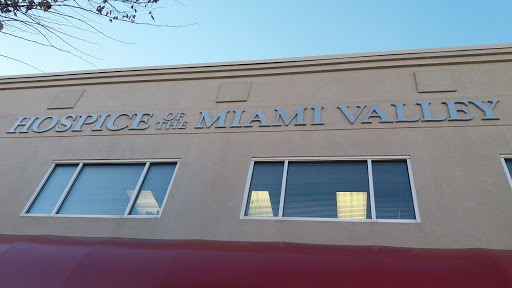 HOSPICE OF THE MIAMI VALLEY